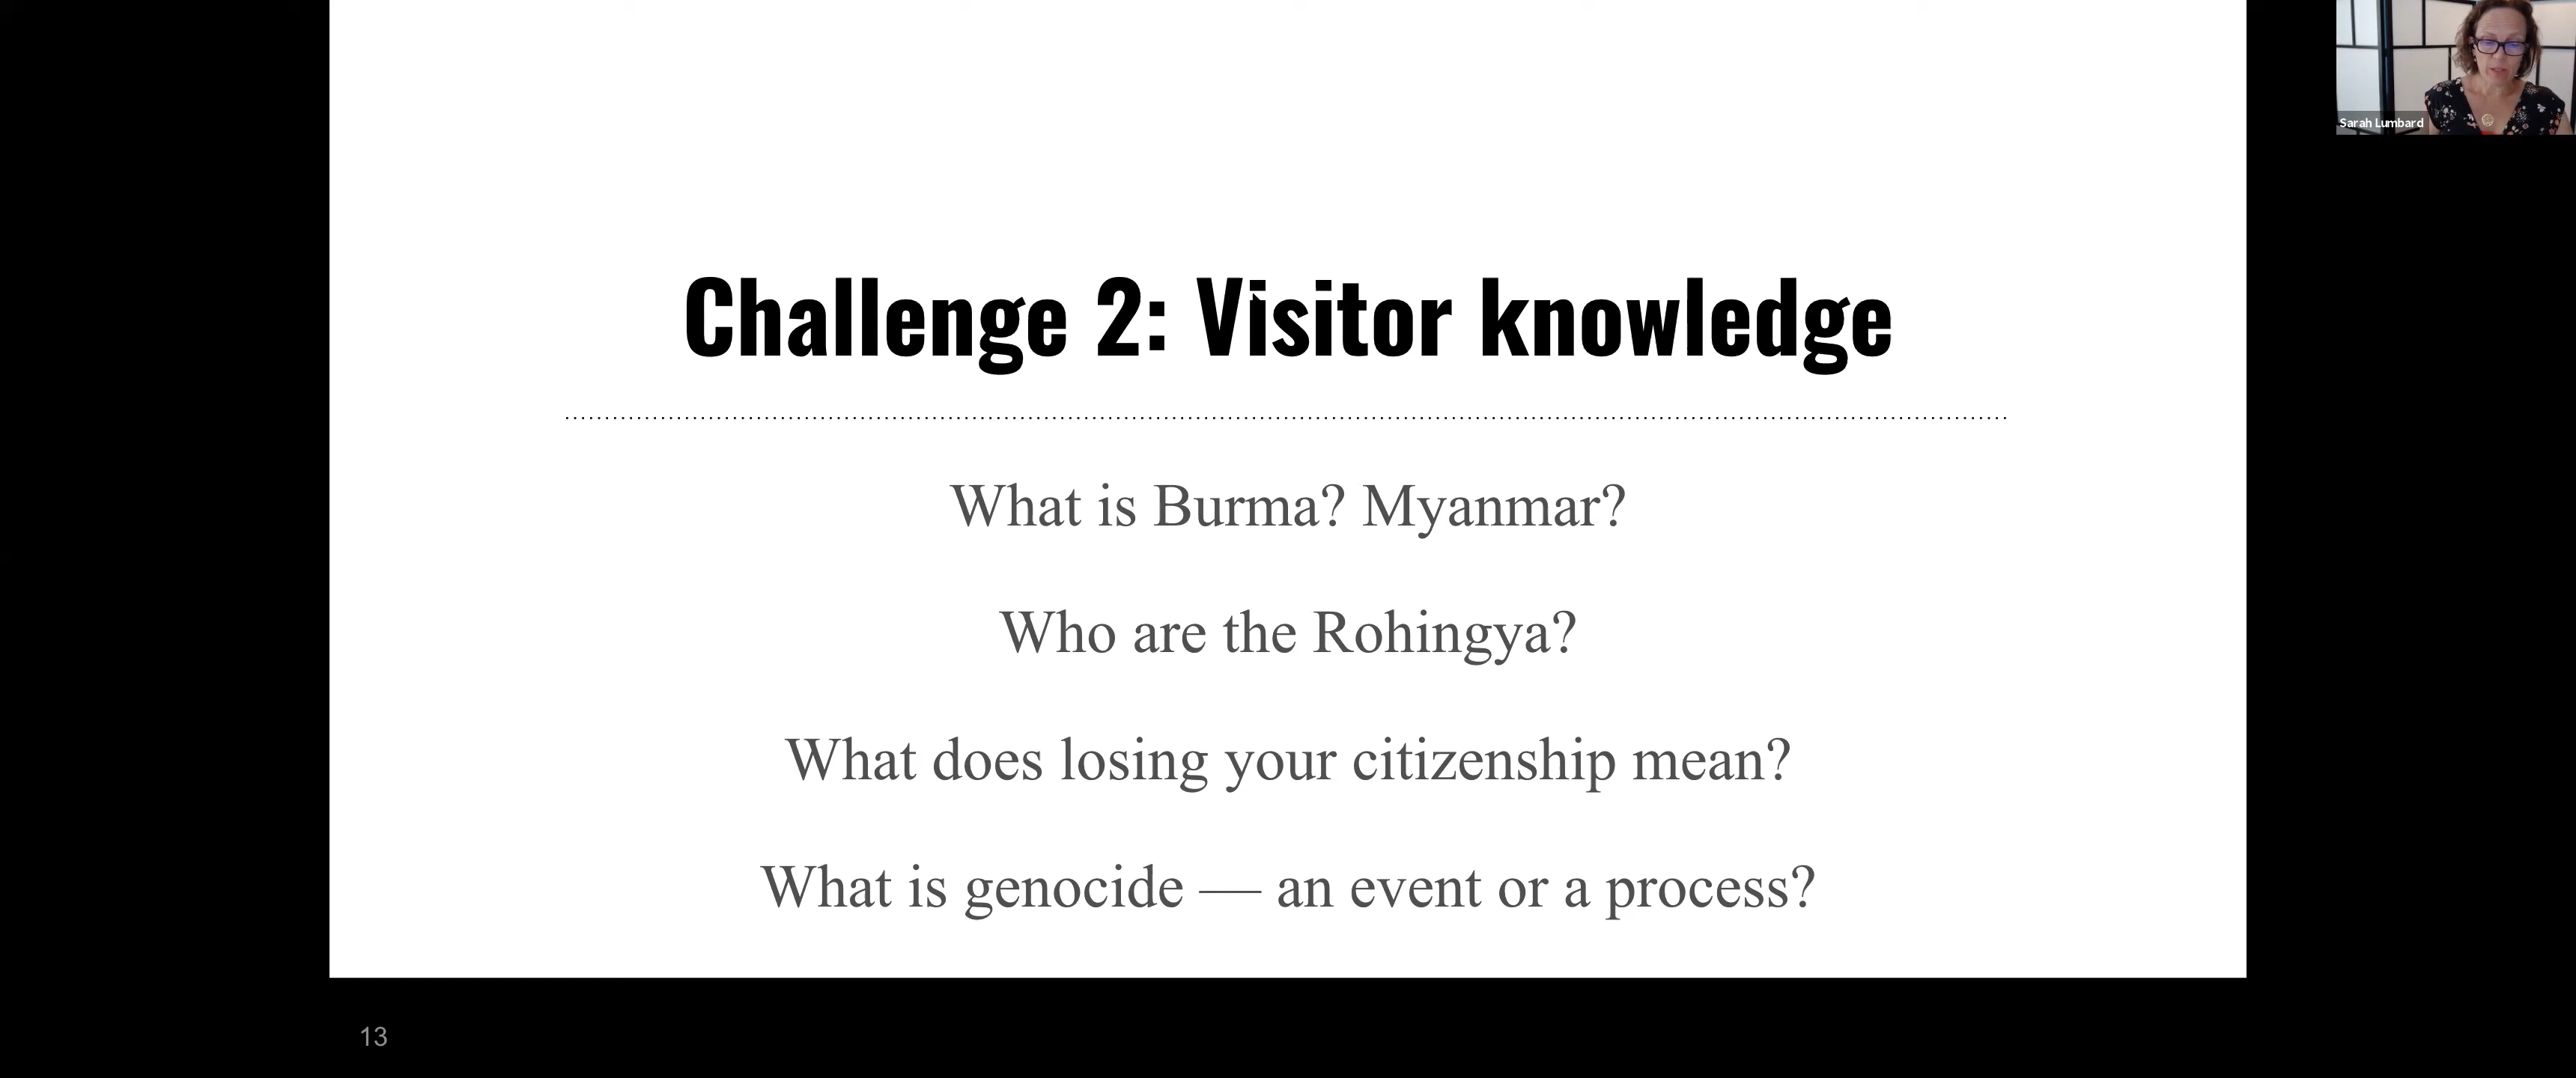 Sarah Lumbard
Challenge 2: Visitor knowledge
What is Burma? Myanmar?
Who are the Rohingya?
What does losing your citizenship mean?
What is genocide — an event or a process?
13